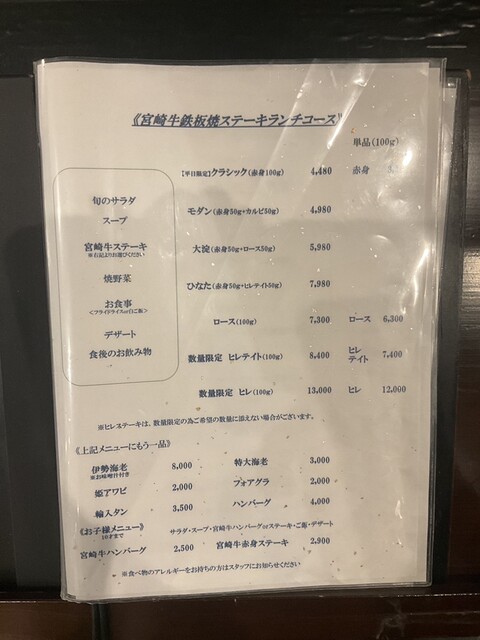 《宮崎牛鉄板焼ステーキランチコース》
単品(100g)
【平日限定】クラシック(赤身100g) 4,480 赤身
旬のサラダ
スープ
宮崎牛ステーキ
※右記よりお選びください
焼野菜
お食事
<フライドライスor白ご飯>
デザート
食後のお飲み物
モダン(赤身50g+カルビ50g) 4,980
大淀(赤身50g+ロース50g) 5,980
ひなた(赤身50g+ヒレテイト50g) 7,980
ロース(100g) 7,300 ロース 6,300
数量限定 ヒレテイト(100g) 8,400 ヒレテイト 7,400
数量限定 ヒレ(100g) 13,000 ヒレ 12,000
※ヒレステーキは、数量限定の為ご希望の数量に添えない場合がございます。
《上記メニューにもう一品》
伊勢海老 8,000 特大海老 3,000
※お味噌汁付き
姫アワビ 2,000 フォアグラ 2,000
輸入タン 3,500 ハンバーグ 4,000
《お子様メニュー》 サラダ・スープ・宮崎牛ハンバーグorステーキ・ご飯・デザート
10才まで
宮崎牛ハンバーグ 2,500 宮崎牛赤身ステーキ 2,900
※食べ物のアレルギーをお持ちの方はスタッフにお知らせください